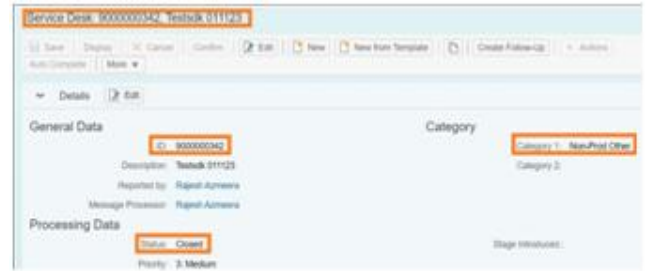 Service Desk: 9000000342, Testsdk 011123
Save Display Cancel Confirm Edit New New from Template Create Follow-Up Actions
Auto Complete More
Details Edit
General Data
ID: 9000000342
Description: Testsdk 011123
Reported by: Rajesh Azmeera
Message Processor: Rajesh Azmeera
Processing Data
Status: Closed
Priority: 3: Medium
Category
Category 1: Non-Prod Other
Category 2:
Stage Introduced: